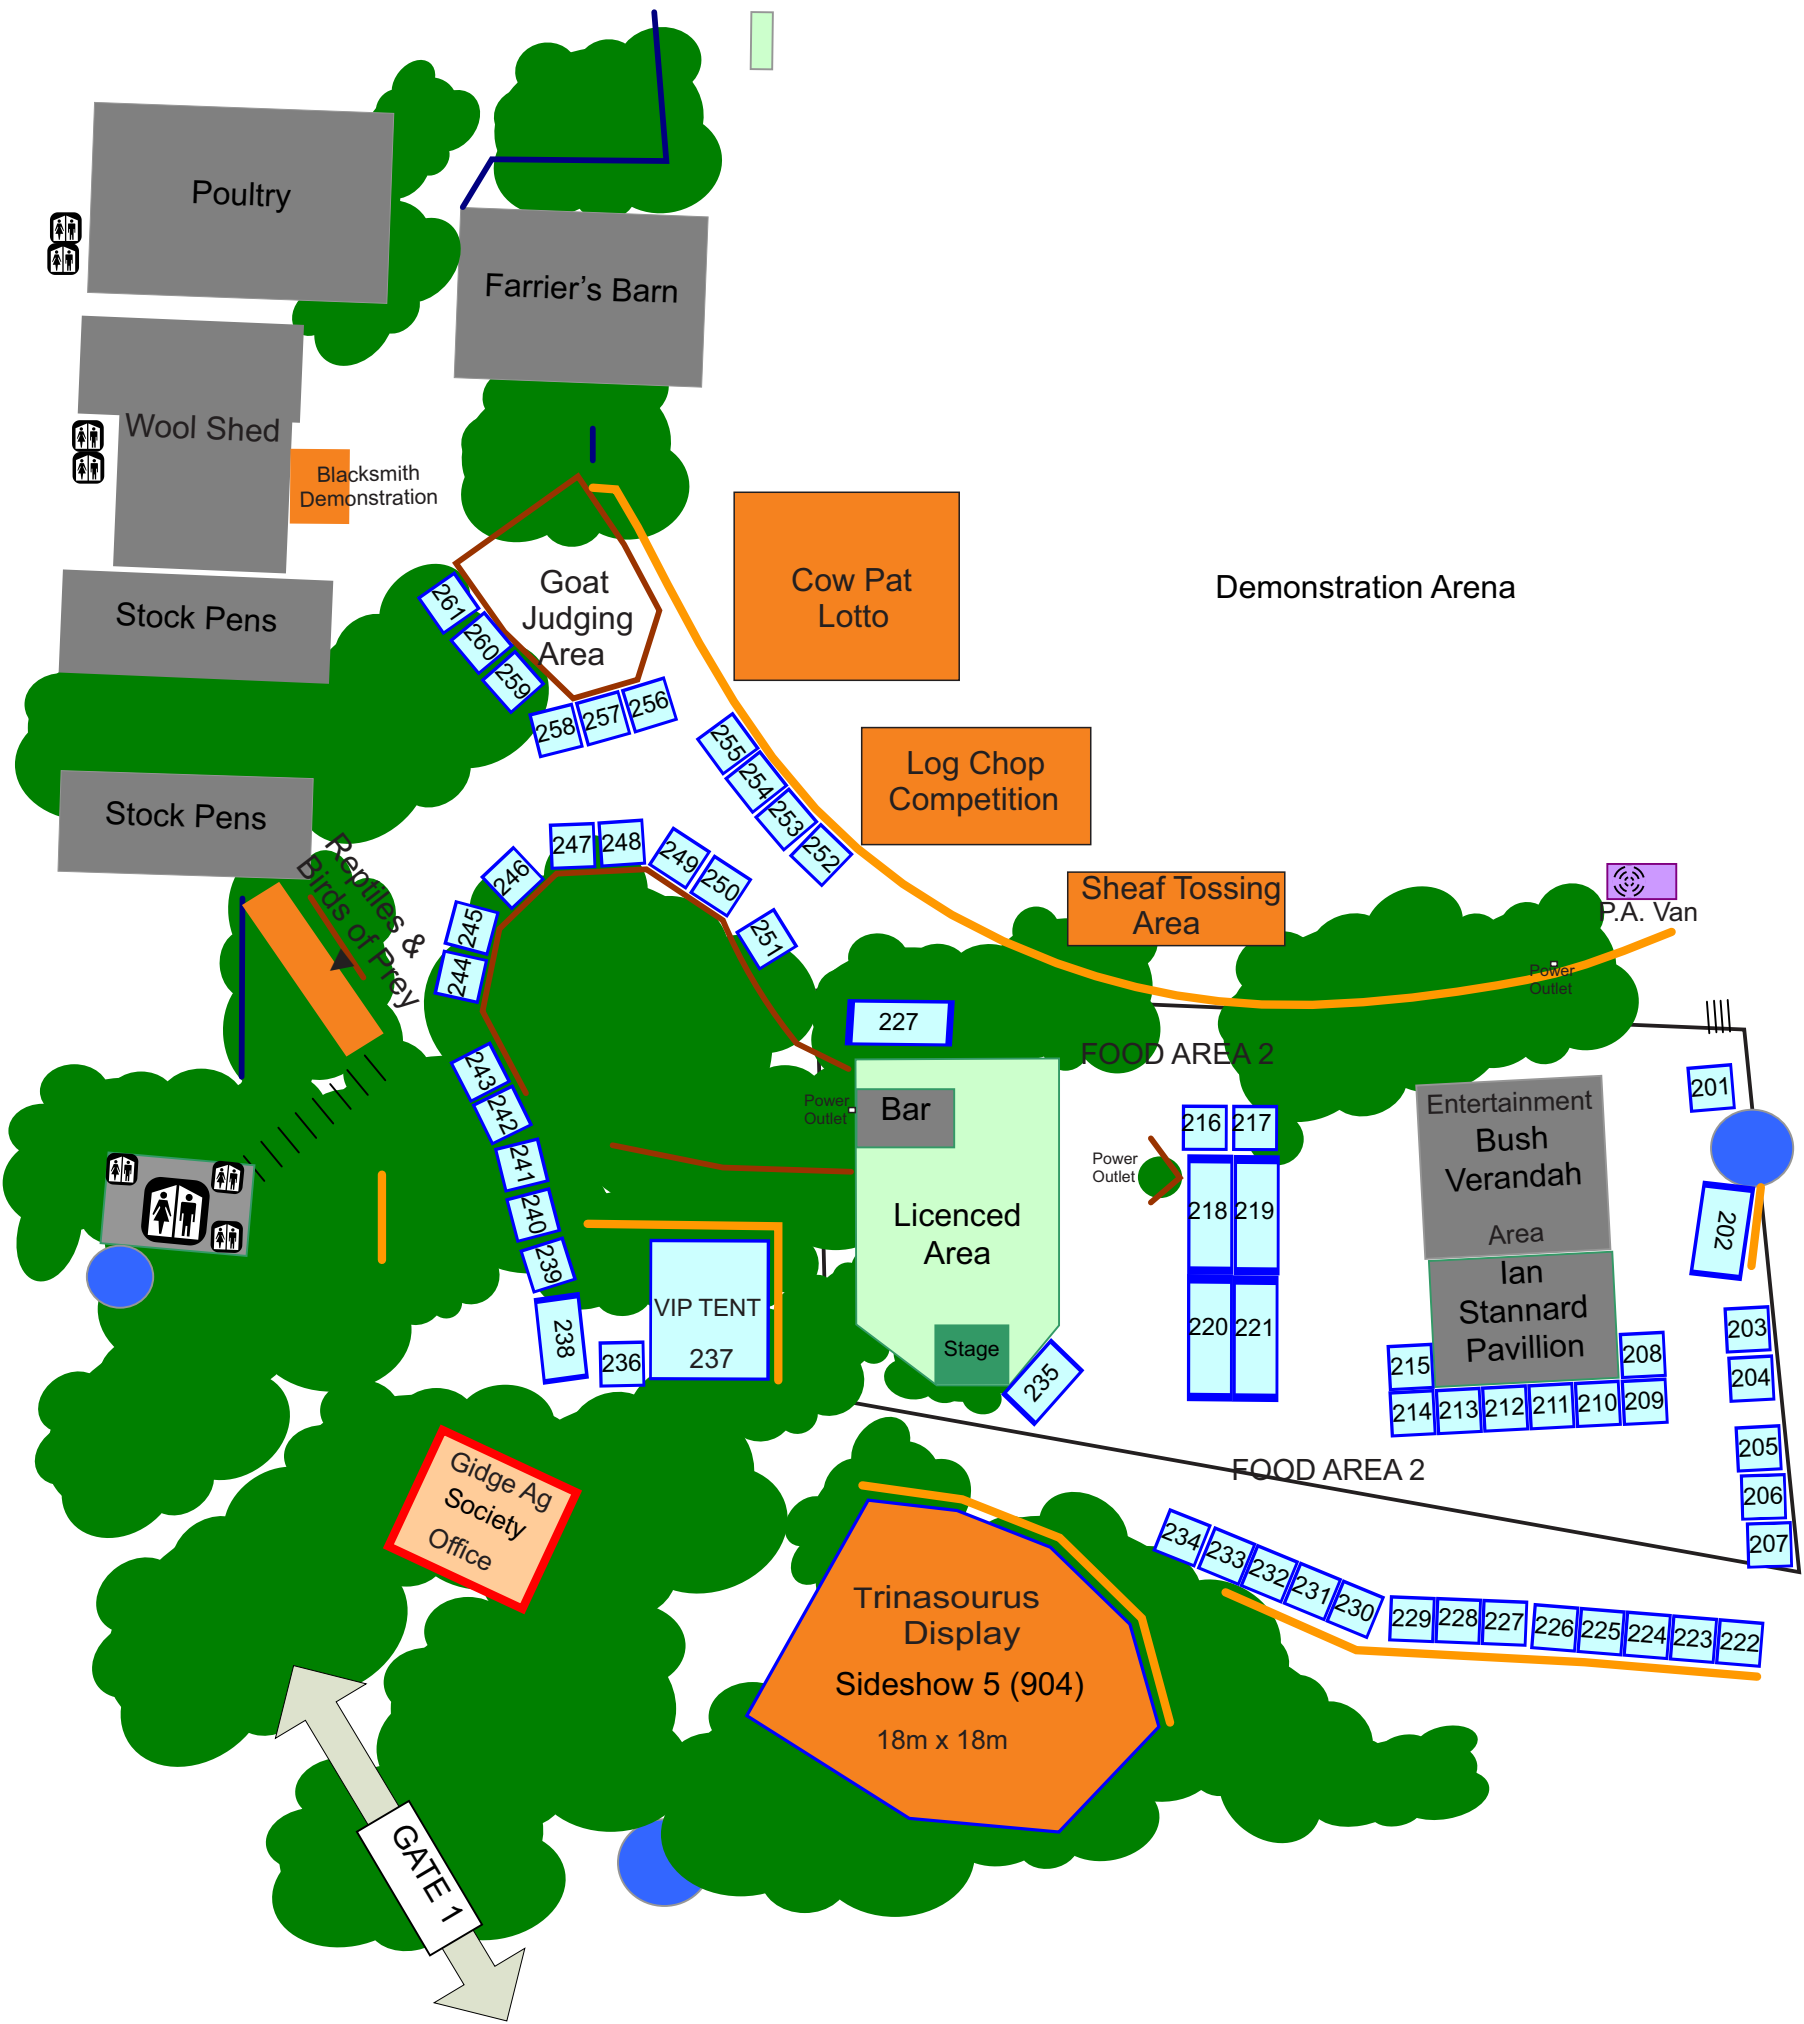 Poultry
Farrier's Barn
Wool Shed
Blacksmith
Demonstration
Cow Pat
Lotto
Goat
Judging
Area
Demonstration Arena
Stock Pens
261
260
259
258
257
256
255
254
253
252
Log Chop
Competition
Stock Pens
Reptiles &
Birds of Prey
247
248
249
250
251
246
245
244
Sheaf Tossing
Area
P.A. Van
Power
Outlet
227
FOOD AREA 2
243
242
241
240
239
238
Power
Outlet
Bar
Licenced
Area
Stage
235
Power
Outlet
216
217
218
219
220
221
Entertainment
Bush
Verandah
Area
Ian
Stannard
Pavillion
201
202
203
204
205
206
207
208
215
214
213
212
211
210
209
VIP TENT
237
236
FOOD AREA 2
Gidge Ag
Society
Office
234
233
232
231
230
229
228
227
226
225
224
223
222
Trinasourus
Display
Sideshow 5 (904)
18m x 18m
GATE 1